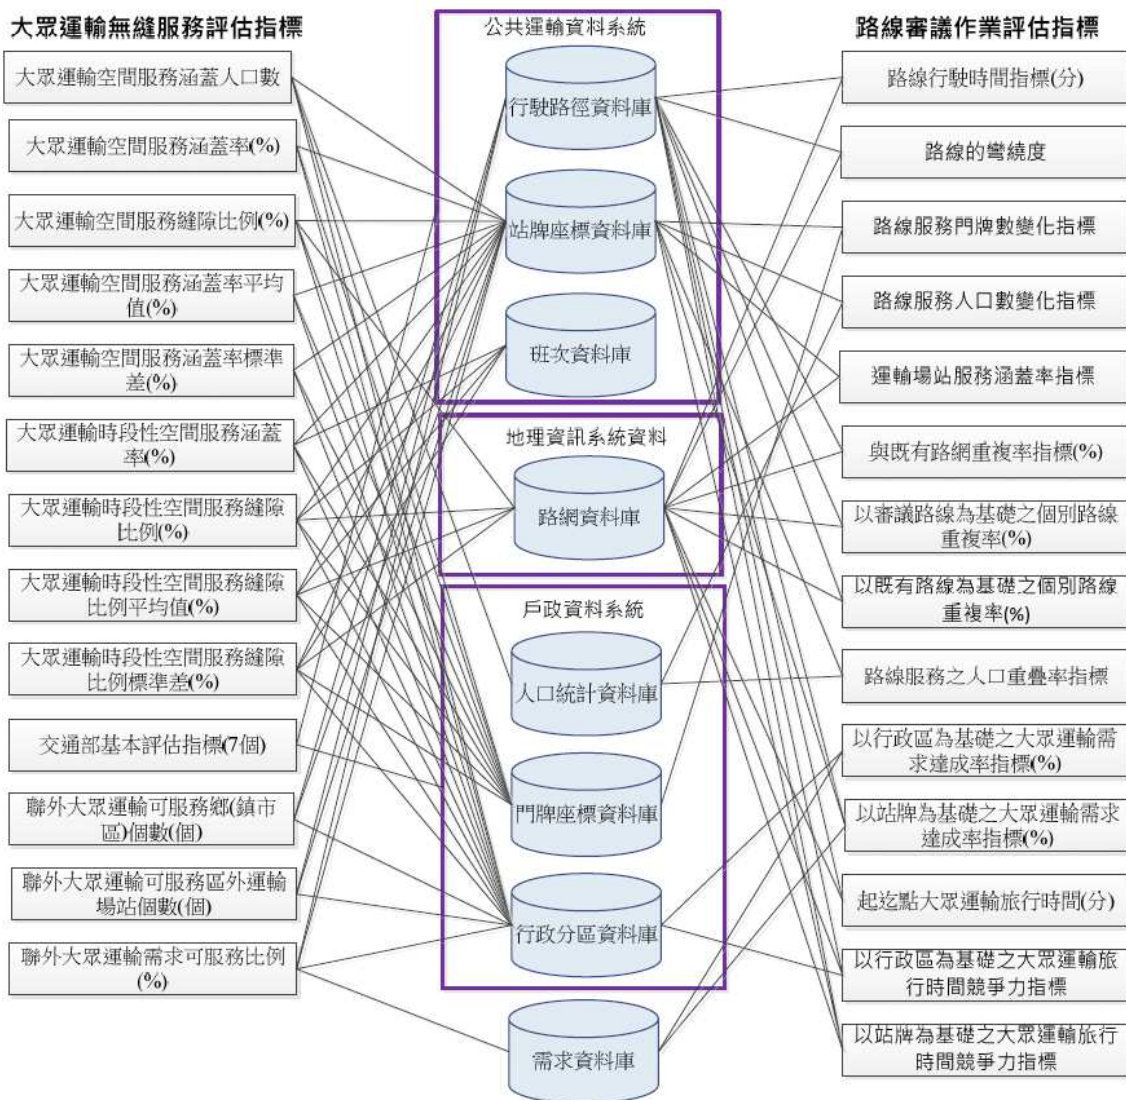 大眾運輸無縫服務評估指標
大眾運輸空間服務涵蓋人口數
大眾運輸空間服務涵蓋率(%)
大眾運輸空間服務縫隙比例(%)
大眾運輸空間服務涵蓋率平均
值(%)
大眾運輸空間服務涵蓋率標準
差(%)
大眾運輸時段性空間服務涵蓋
率(%)
大眾運輸時段性空間服務縫隙
比例(%)
大眾運輸時段性空間服務縫隙
比例平均值(%)
大眾運輸時段性空間服務縫隙
比例標準差(%)
交通部基本評估指標(7個)
聯外大眾運輸可服務鄉(鎮市
區)個數(個)
聯外大眾運輸可服務區外運輸
場站個數(個)
聯外大眾運輸需求可服務比例
(%)
公共運輸資料系統
行駛路徑資料庫
站牌座標資料庫
班次資料庫
地理資訊系統資料
路網資料庫
戶政資料系統
人口統計資料庫
門牌座標資料庫
行政分區資料庫
需求資料庫
路線審議作業評估指標
路線行駛時間指標(分)
路線的彎繞度
路線服務門牌數變化指標
路線服務人口數變化指標
運輸場站服務涵蓋率指標
與既有路網重複率指標(%)
以審議路線為基礎之個別路線
重複率(%)
以既有路線為基礎之個別路線
重複率(%)
路線服務之人口重疊率指標
以行政區為基礎之大眾運輸需
求達成率指標(%)
以站牌為基礎之大眾運輸需求
達成率指標(%)
起迄點大眾運輸旅行時間(分)
以行政區為基礎之大眾運輸旅
行時間競爭力指標
以站牌為基礎之大眾運輸旅行
時間競爭力指標